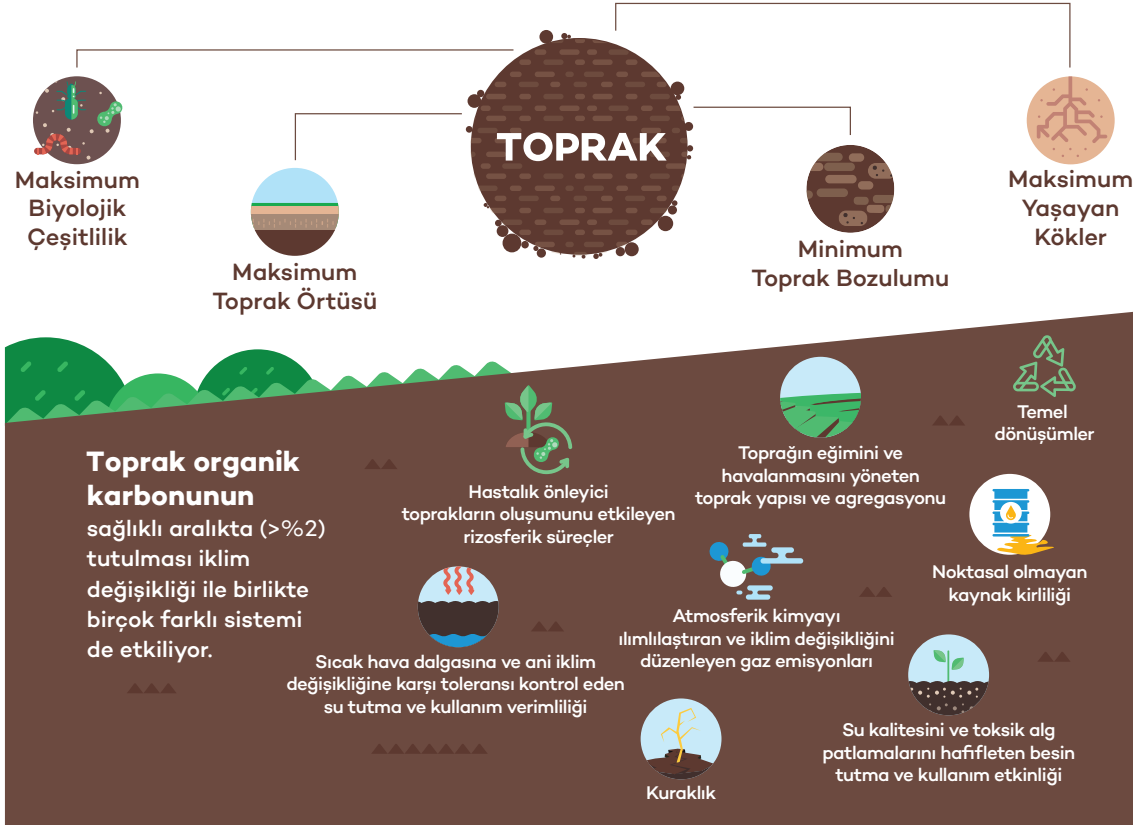 TOPRAK
Maksimum
Biyolojik
Çeşitlilik
Maksimum
Toprak Örtüsü
Minimum
Toprak Bozulumu
Maksimum
Yaşayan
Kökler
Toprak organik
karbonunun
sağlıklı aralıkta (>%2)
tutulması iklim
değişikliği ile birlikte
birçok farklı sistemi
de etkiliyor.
Hastalık önleyici
toprakların oluşumunu etkileyen
rizosferik süreçler
Toprağın eğimini ve
havalanmasını yöneten
toprak yapısı ve agregasyonu
Temel
dönüşümler
Noktasal olmayan
kaynak kirliliği
Sıcak hava dalgasına ve ani iklim
değişikliğine karşı toleransı kontrol eden
su tutma ve kullanım verimliliği
Atmosferik kimyayı
ılımlılaştıran ve iklim değişikliğini
düzenleyen gaz emisyonları
Kuraklık
Su kalitesini ve toksik alg
patlamalarını hafifleten besin
tutma ve kullanım etkinliği